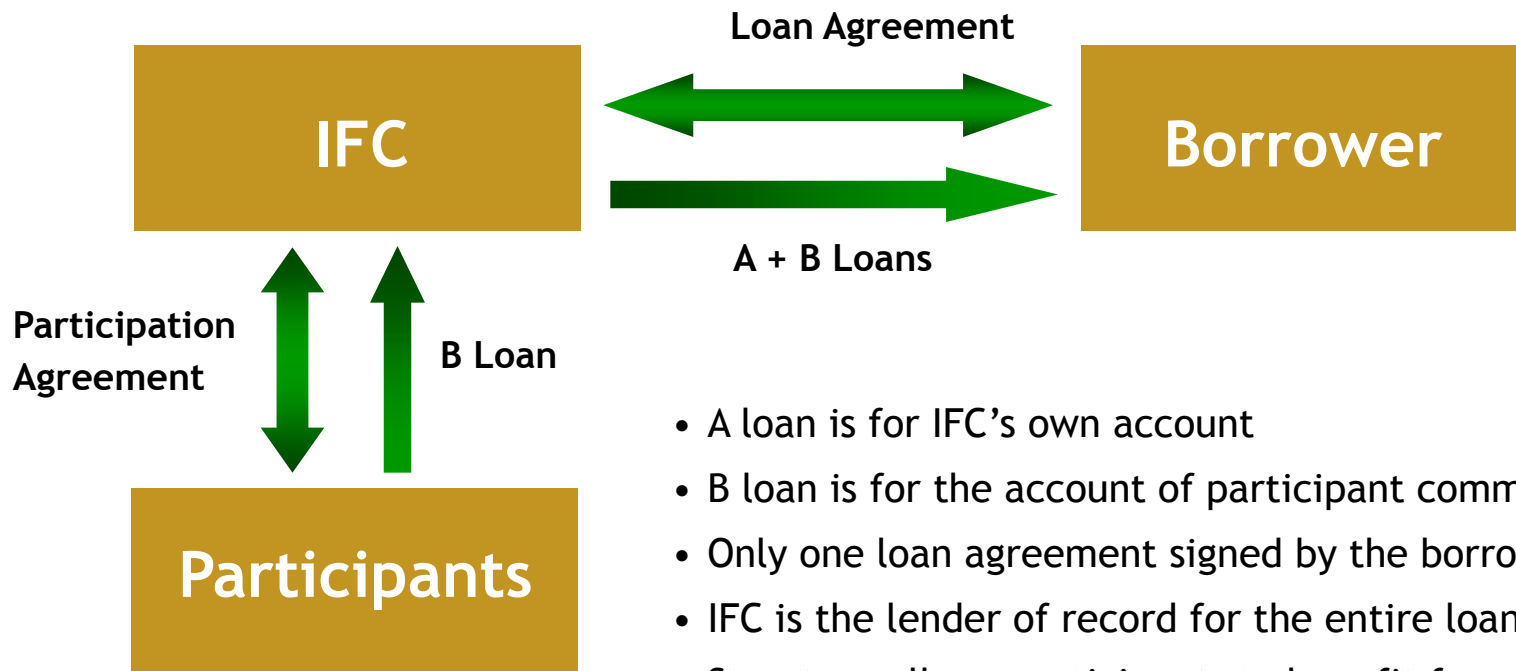 Loan Agreement
IFC
Borrower
A + B Loans
Participation
Agreement
B Loan
Participants
• A loan is for IFC’s own account
• B loan is for the account of participant
• Only one loan agreement signed by the
• IFC is the lender of record for the entire loan